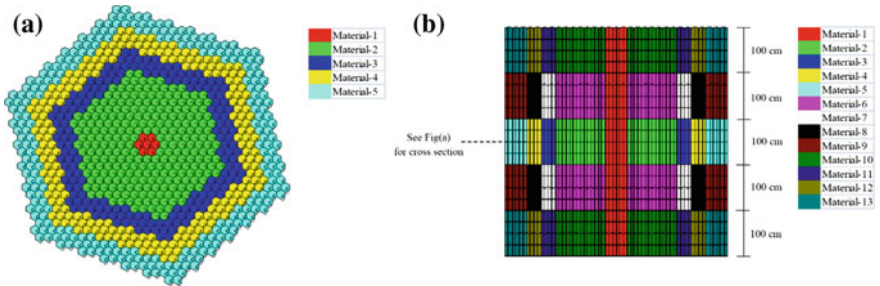 (a)
Material-1
Material-2
Material-3
Material-4
Material-5
(b)
See Fig(a)
for cross section
100 cm
100 cm
100 cm
100 cm
100 cm
Material-1
Material-2
Material-3
Material-4
Material-5
Material-6
Material-7
Material-8
Material-9
Material-10
Material-11
Material-12
Material-13